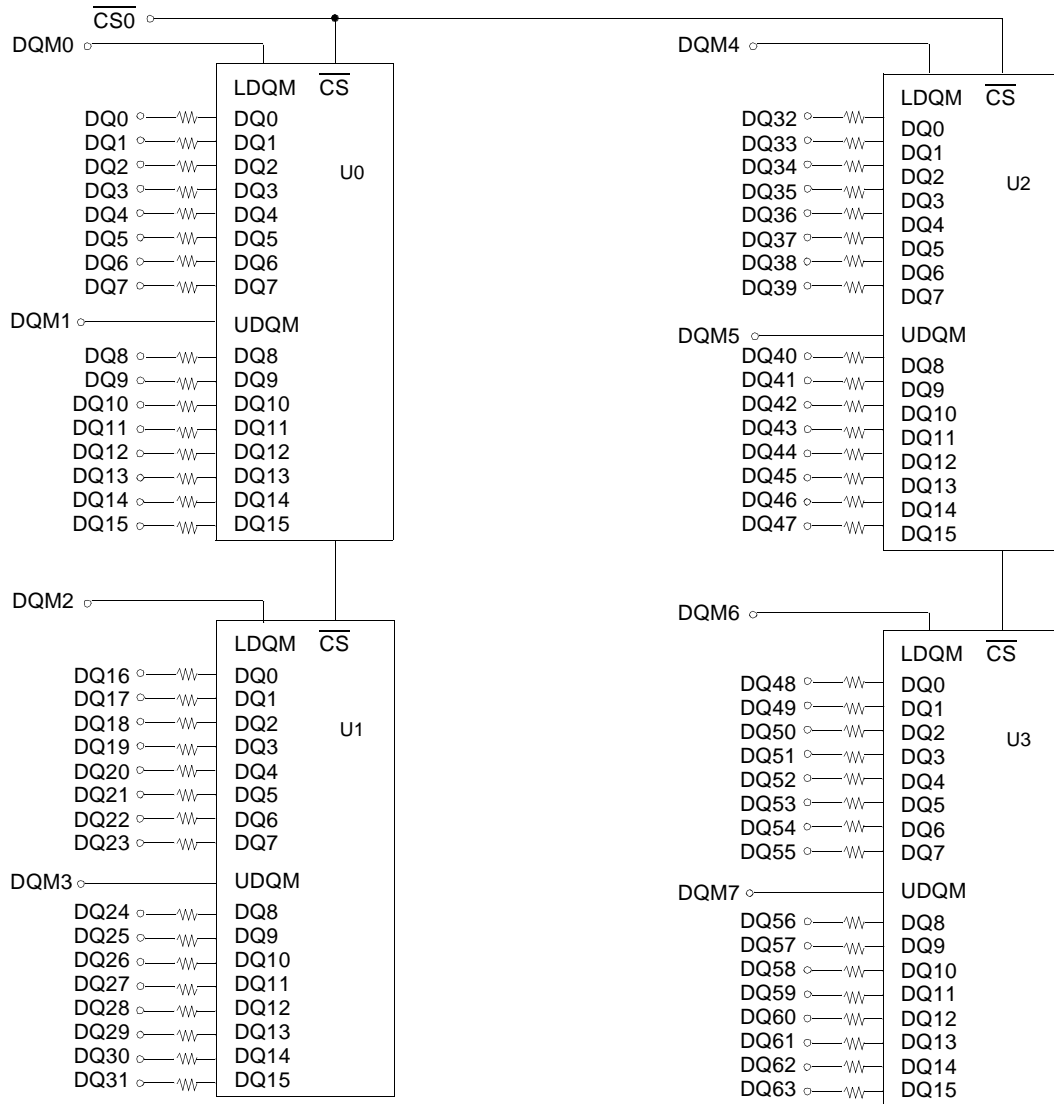 CS0
DQM0
LDQM CS
DQ0 DQ0
DQ1 DQ1
DQ2 DQ2
U0
DQ3 DQ3
DQ4 DQ4
DQ5 DQ5
DQ6 DQ6
DQ7 DQ7
DQM1 UDQM
DQ8 DQ8
DQ9 DQ9
DQ10 DQ10
DQ11 DQ11
DQ12 DQ12
DQ13 DQ13
DQ14 DQ14
DQ15 DQ15
DQM2
LDQM CS
DQ16 DQ0
DQ17 DQ1
DQ18 DQ2
U1
DQ19 DQ3
DQ20 DQ4
DQ21 DQ5
DQ22 DQ6
DQ23 DQ7
DQM3 UDQM
DQ24 DQ8
DQ25 DQ9
DQ26 DQ10
DQ27 DQ11
DQ28 DQ12
DQ29 DQ13
DQ30 DQ14
DQ31 DQ15
DQM4
LDQM CS
DQ32 DQ0
DQ33 DQ1
DQ34 DQ2
U2
DQ35 DQ3
DQ36 DQ4
DQ37 DQ5
DQ38 DQ6
DQ39 DQ7
DQM5 UDQM
DQ40 DQ8
DQ41 DQ9
DQ42 DQ10
DQ43 DQ11
DQ44 DQ12
DQ45 DQ13
DQ46 DQ14
DQ47 DQ15
DQM6
LDQM CS
DQ48 DQ0
DQ49 DQ1
DQ50 DQ2
U3
DQ51 DQ3
DQ52 DQ4
DQ53 DQ5
DQ54 DQ6
DQ55 DQ7
DQM7 UDQM
DQ56 DQ8
DQ57 DQ9
DQ58 DQ10
DQ59 DQ11
DQ60 DQ12
DQ61 DQ13
DQ62 DQ14
DQ63 DQ15